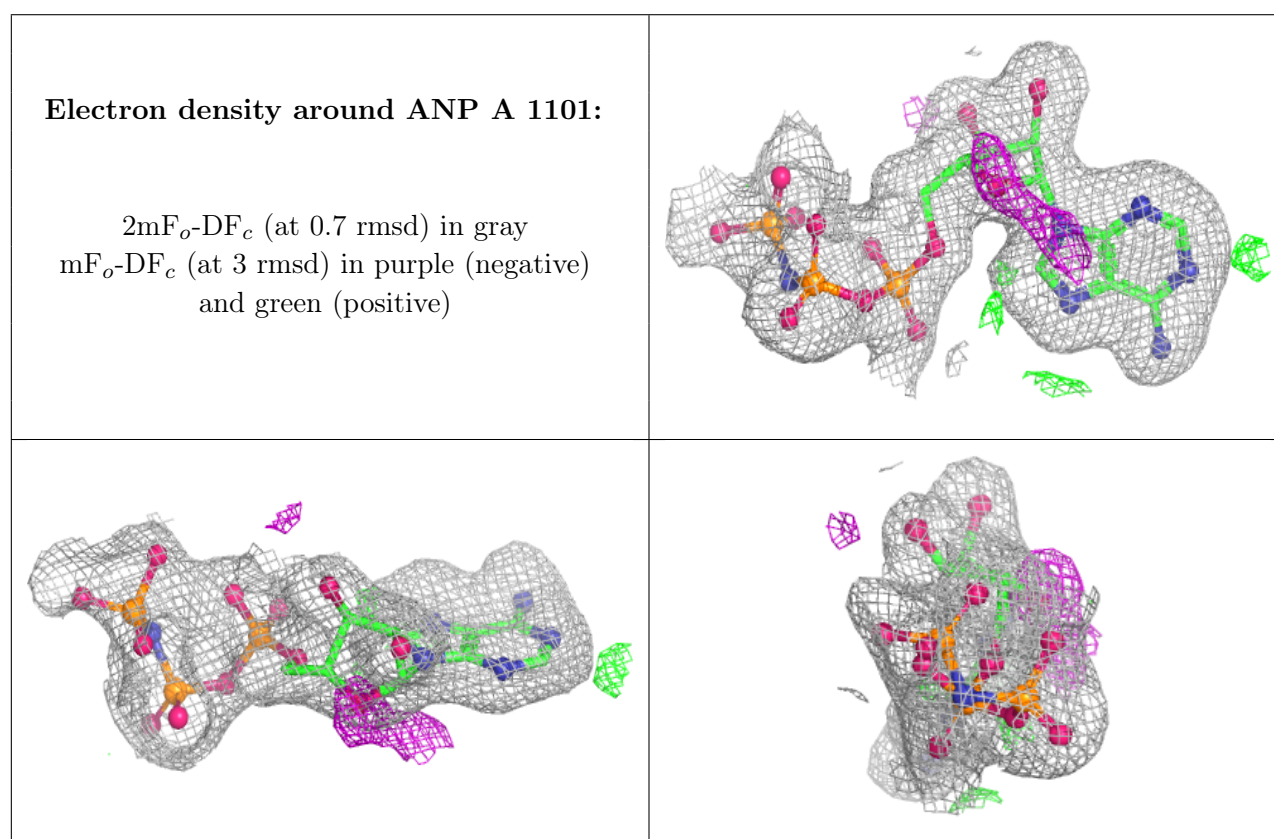 Electron density around ANP A 1101:
2mFₒ-DF𝒸 (at 0.7 rmsd) in gray
mFₒ-DF𝒸 (at 3 rmsd) in purple (negative)
and green (positive)